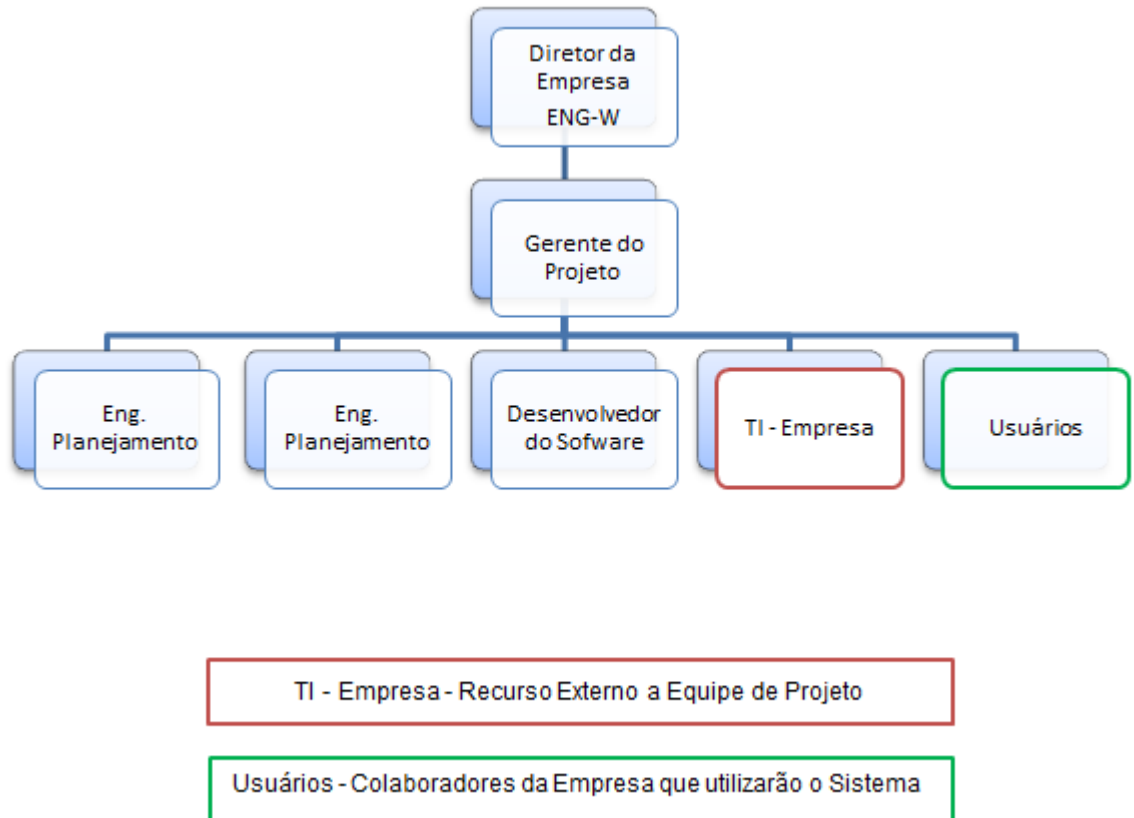 Diretor da
Empresa
ENG-W
Gerente do
Projeto
Eng.
Planejamento
Eng.
Planejamento
Desenvolvedor
do Sofware
TI - Empresa
Usuários
TI - Empresa - Recurso Externo a Equipe de Projeto
Usuários - Colaboradores da Empresa que utilizarão o Sistema